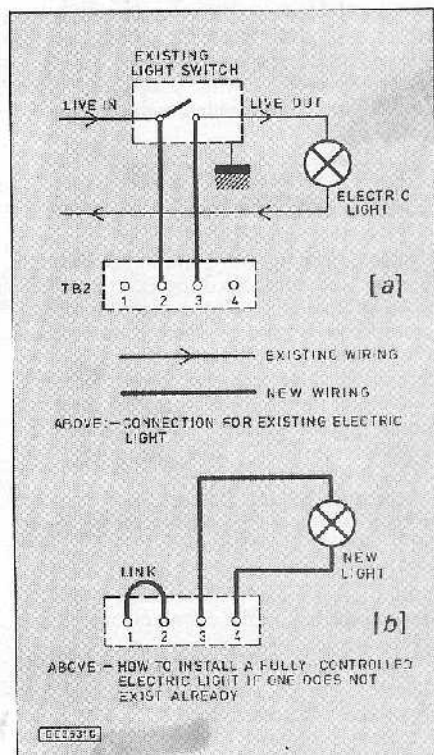 EXISTING
LIGHT SWITCH
LIVE IN
LIVE OUT
ELECTRIC
LIGHT
TB2
1 2 3 4
[a]
EXISTING WIRING
NEW WIRING
ABOVE:- CONNECTION FOR EXISTING ELECTRIC
LIGHT
LINK
NEW
LIGHT
1 2 3 4
[b]
ABOVE - HOW TO INSTALL A FULLY CONTROLLED
ELECTRIC LIGHT IF ONE DOES NOT
EXIST ALREADY